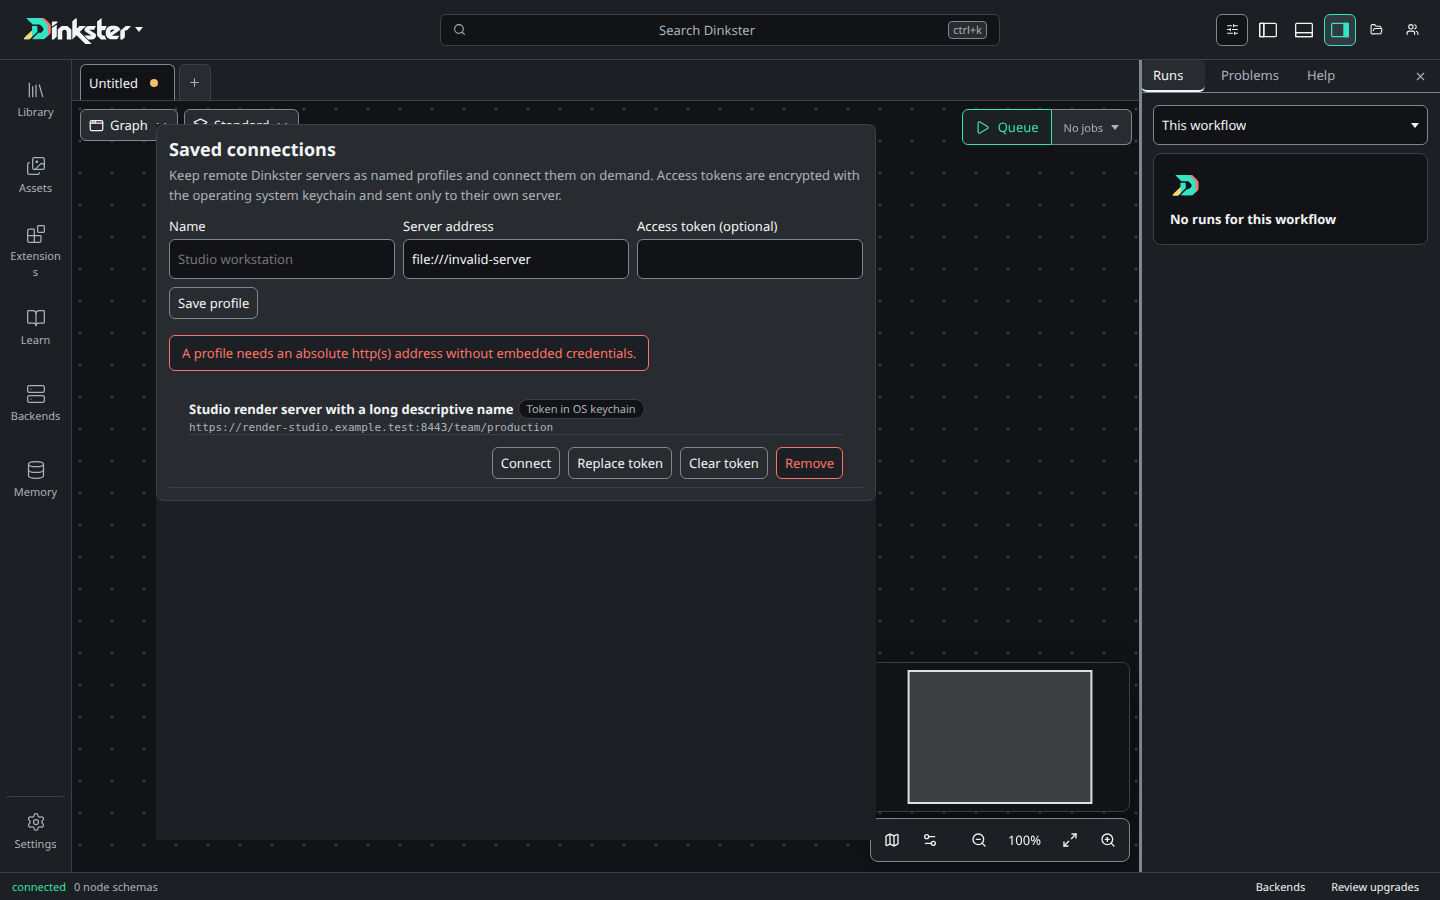 Dinkster
Search Dinkster
ctrl+k
Library
Assets
Extension
s
Learn
Backends
Memory
Settings
Untitled
+
Graph
Standard
Queue
No jobs
Saved connections
Keep remote Dinkster servers as named profiles and connect them on demand. Access tokens are encrypted with
the operating system keychain and sent only to their own server.
Name
Server address
Access token (optional)
Studio workstation
file:///invalid-server
Save profile
A profile needs an absolute http(s) address without embedded credentials.
Studio render server with a long descriptive name
Token in OS keychain
https://render-studio.example.test:8443/team/production
Connect
Replace token
Clear token
Remove
100%
Runs
Problems
Help
This workflow
No runs for this workflow
connected
0 node schemas
Backends
Review upgrades